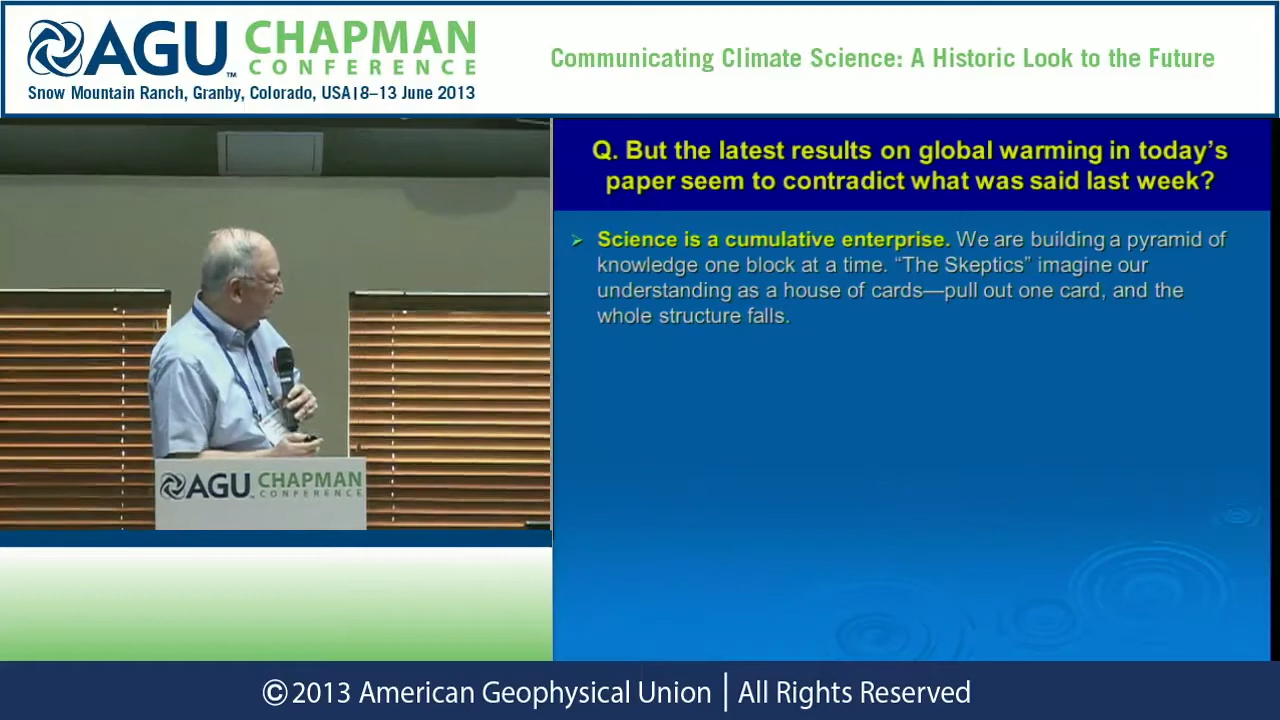 AGU CHAPMAN
CONFERENCE
™
Snow Mountain Ranch, Granby, Colorado, USA|8–13 June 2013
Communicating Climate Science: A Historic Look to the Future
Q. But the latest results on global warming in today's
paper seem to contradict what was said last week?
➢ Science is a cumulative enterprise. We are building a pyramid of
knowledge one block at a time. “The Skeptics” imagine our
understanding as a house of cards—pull out one card, and the
whole structure falls.
AGU CHAPMAN
CONFERENCE
©2013 American Geophysical Union | All Rights Reserved